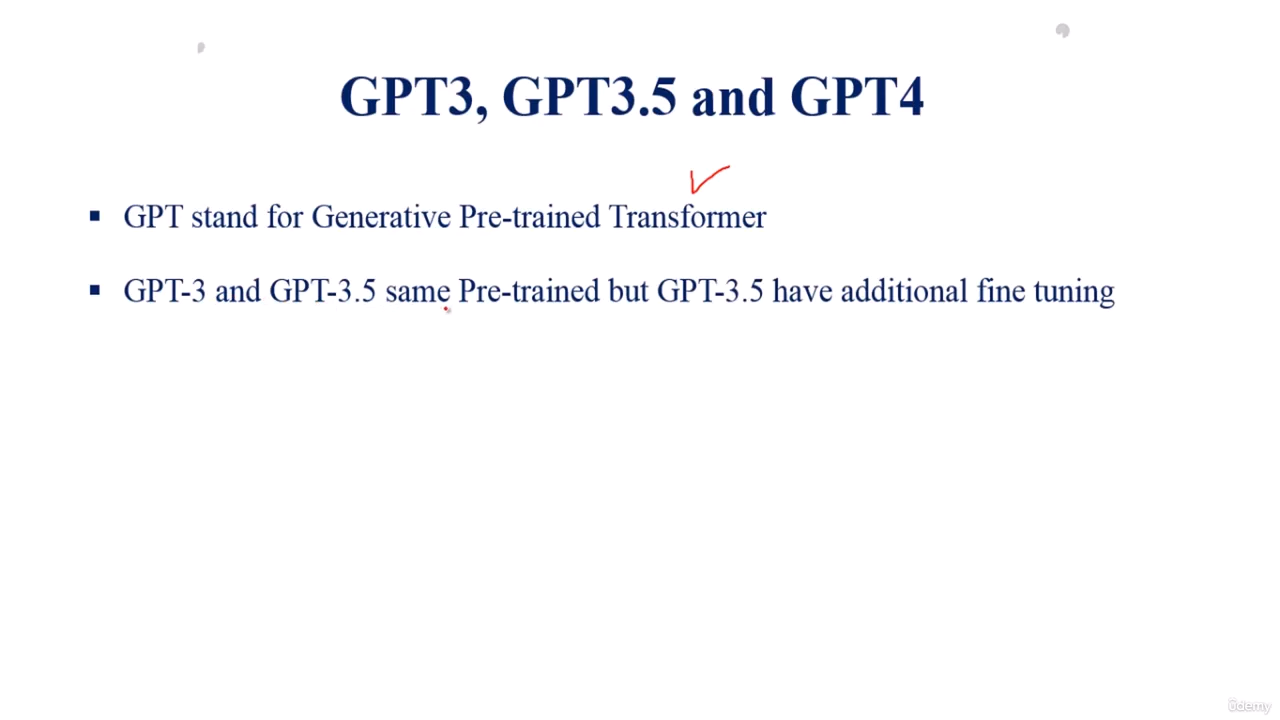 GPT3, GPT3.5 and GPT4
▪ GPT stand for Generative Pre-trained Transformer
▪ GPT-3 and GPT-3.5 same Pre-trained but GPT-3.5 have additional fine tuning
ûdemy